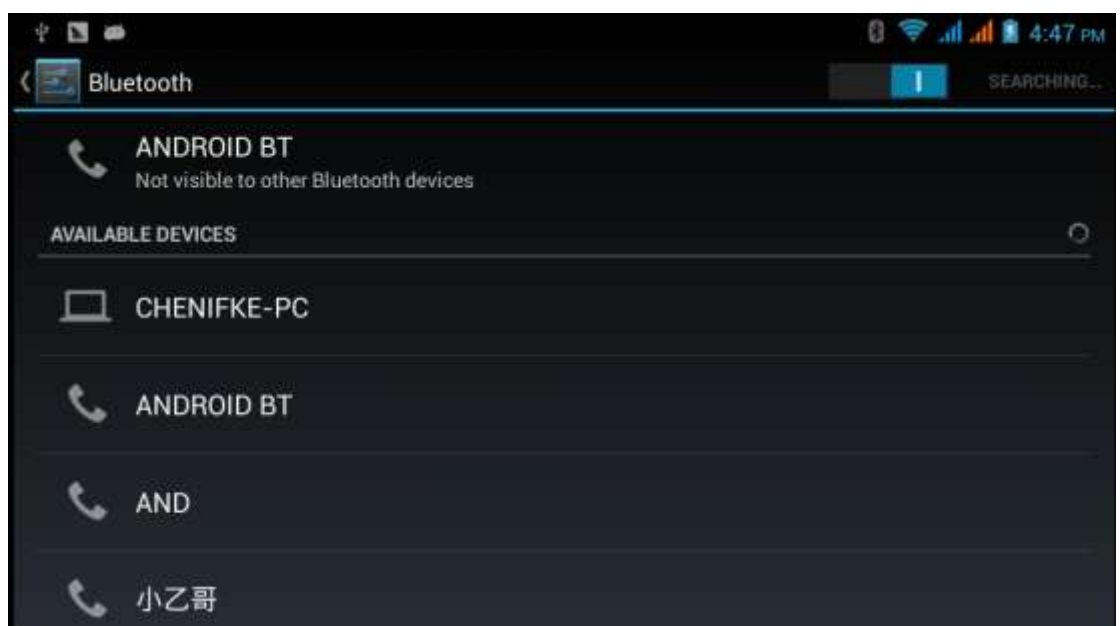 4:47 PM
Bluetooth
SEARCHING...
ANDROID BT
Not visible to other Bluetooth devices
AVAILABLE DEVICES
CHENIFKE-PC
ANDROID BT
AND
小乙哥